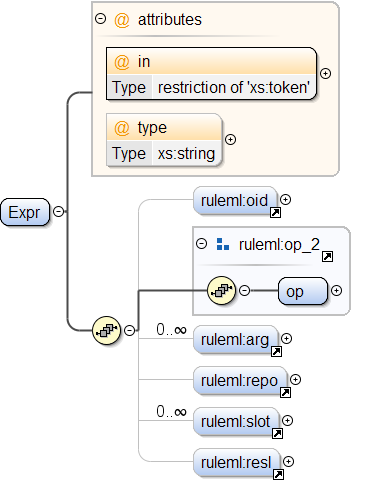 @ attributes
@ in
Type restriction of 'xs:token'
@ type
Type xs:string
Expr
ruleml:oid
ruleml:op_2
op
0..∞
ruleml:arg
ruleml:repo
0..∞
ruleml:slot
ruleml:resl